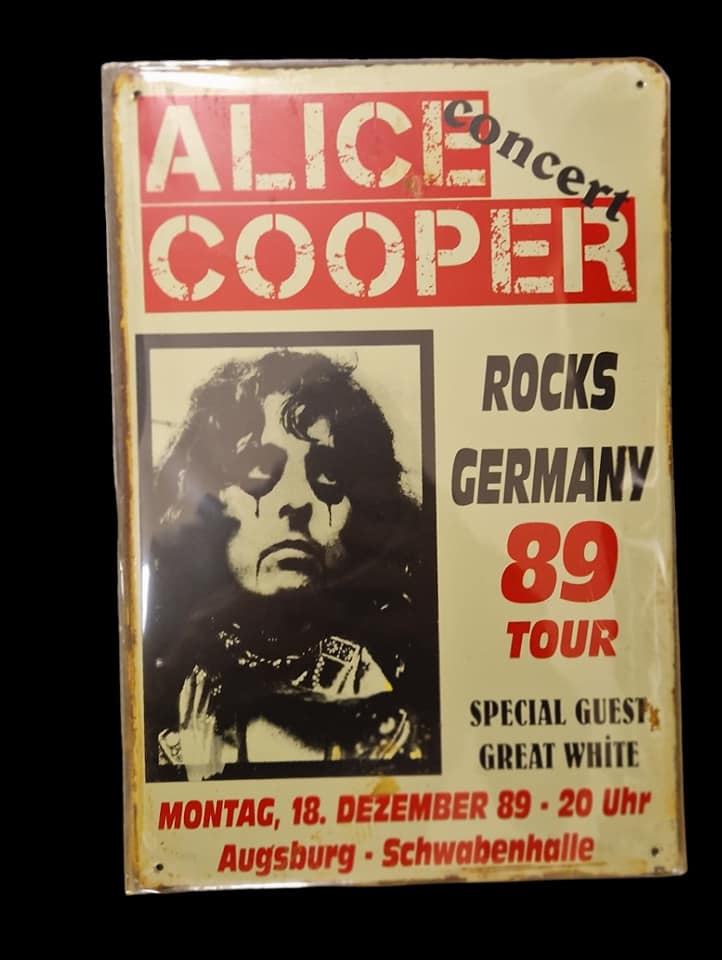 ALICE
concert
COOPER
ROCKS
GERMANY
89
TOUR
SPECIAL GUEST
GREAT WHiTE
MONTAG, 18. DEZEMBER 89 · 20 Uhr
Augsburg · Schwabenhalle